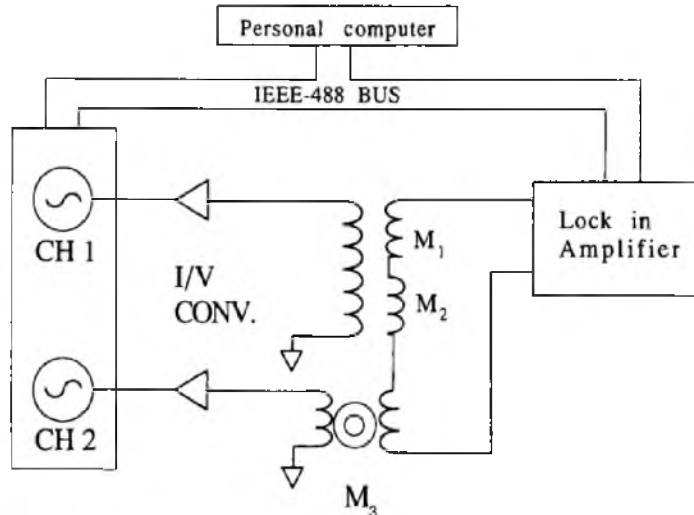 Personal computer
IEEE-488 BUS
CH 1
I/V
CONV.
M1
M2
Lock in
Amplifier
CH 2
M3